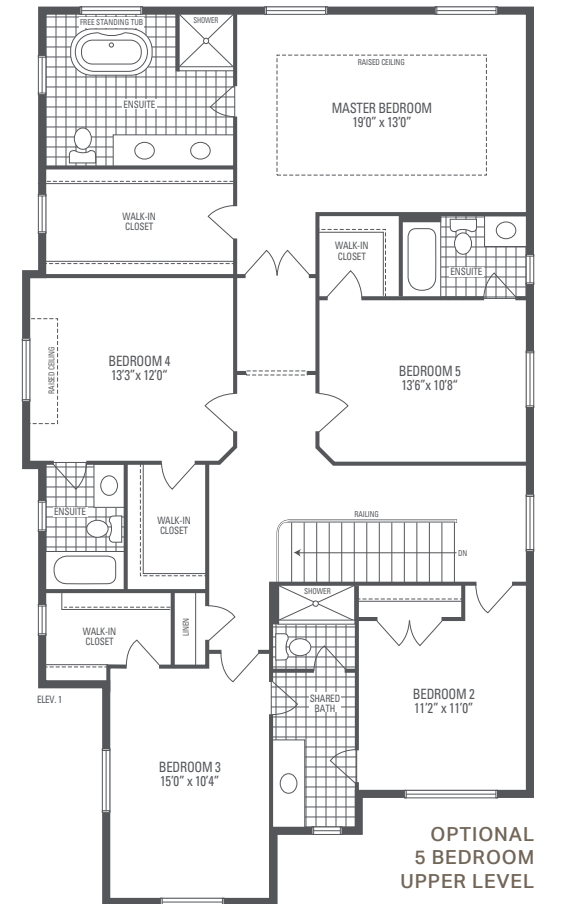 FREE STANDING TUB
SHOWER
ENSUITE
RAISED CEILING
MASTER BEDROOM
19'0" x 13'0"
WALK-IN
CLOSET
WALK-IN
CLOSET
ENSUITE
RAISED CEILING
BEDROOM 4
13'3" x 12'0"
BEDROOM 5
13'6" x 10'8"
ENSUITE
WALK-IN
CLOSET
RAILING
DN
WALK-IN
CLOSET
LINEN
SHOWER
ELEV. 1
SHARED
BATH
BEDROOM 2
11'2" x 11'0"
BEDROOM 3
15'0" x 10'4"
OPTIONAL
5 BEDROOM
UPPER LEVEL